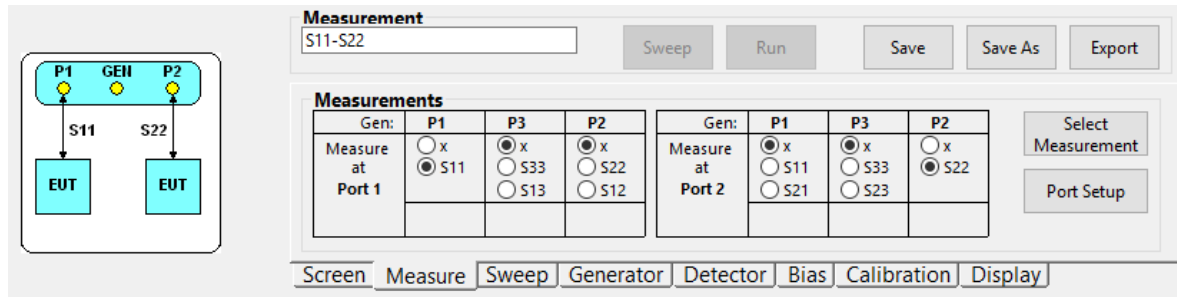 P1 GEN P2
S11 S22
EUT EUT
Measurement
S11-S22
Sweep Run Save Save As Export
Measurements
Gen: P1 P3 P2
Measure at Port 1
x x x
S11 S33 S22
S13 S12
Gen: P1 P3 P2
Measure at Port 2
x x x
S11 S33 S22
S21 S23
Select Measurement
Port Setup
Screen Measure Sweep Generator Detector Bias Calibration Display